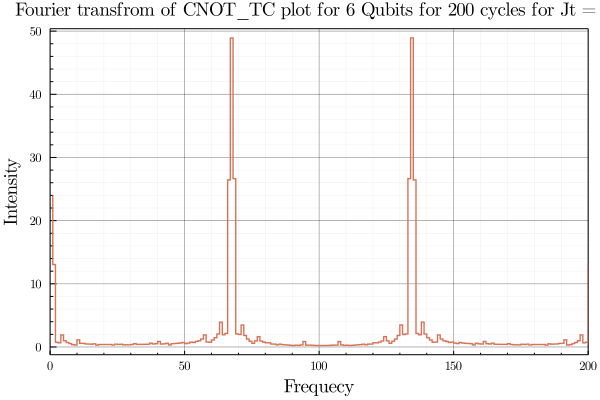 Fourier transfrom of CNOT_TC plot for 6 Qubits for 200 cycles for Jt =
50
40
30
20
10
0
Intensity
0 50 100 150 200
Frequecy